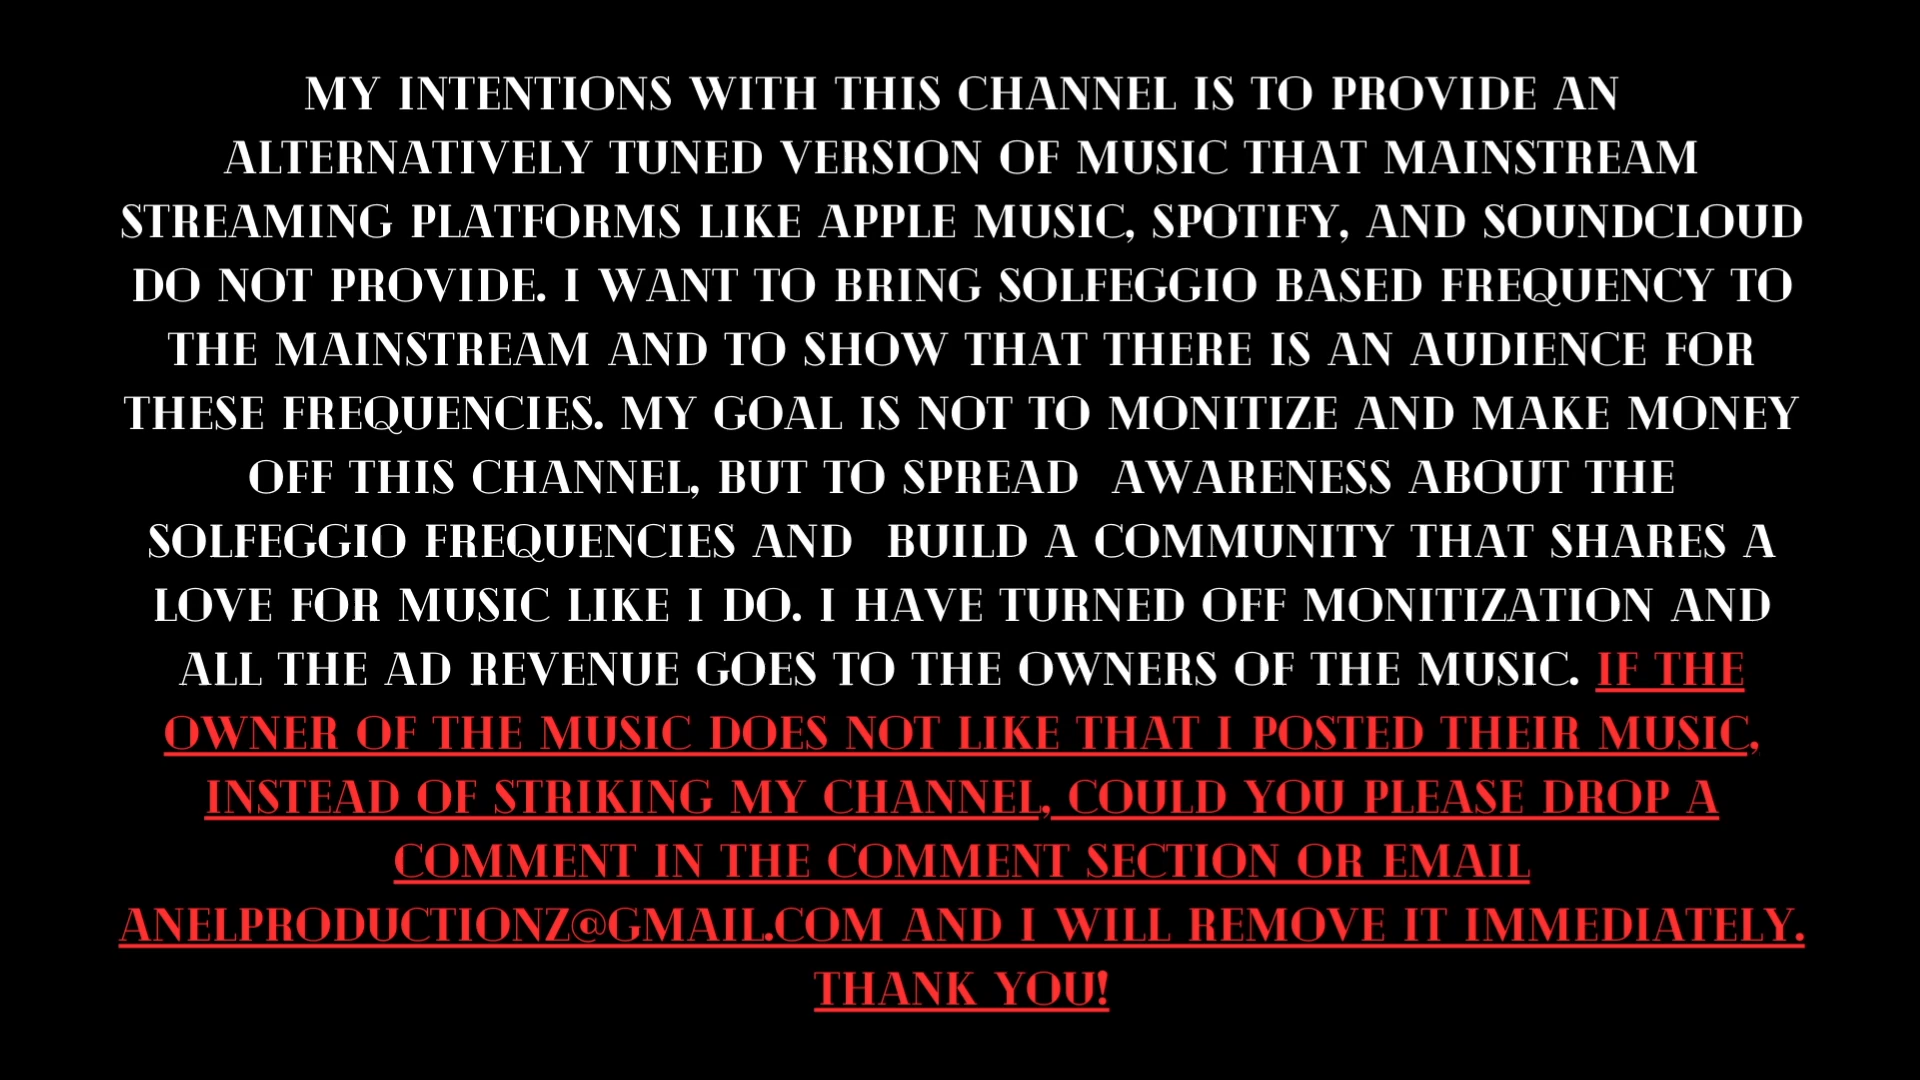 MY INTENTIONS WITH THIS CHANNEL IS TO PROVIDE AN
ALTERNATIVELY TUNED VERSION OF MUSIC THAT MAINSTREAM
STREAMING PLATFORMS LIKE APPLE MUSIC, SPOTIFY, AND SOUNDCLOUD
DO NOT PROVIDE. I WANT TO BRING SOLFEGGIO BASED FREQUENCY TO
THE MAINSTREAM AND TO SHOW THAT THERE IS AN AUDIENCE FOR
THESE FREQUENCIES. MY GOAL IS NOT TO MONITIZE AND MAKE MONEY
OFF THIS CHANNEL, BUT TO SPREAD  AWARENESS ABOUT THE
SOLFEGGIO FREQUENCIES AND  BUILD A COMMUNITY THAT SHARES A
LOVE FOR MUSIC LIKE I DO. I HAVE TURNED OFF MONITIZATION AND
ALL THE AD REVENUE GOES TO THE OWNERS OF THE MUSIC. IF THE
OWNER OF THE MUSIC DOES NOT LIKE THAT I POSTED THEIR MUSIC,
INSTEAD OF STRIKING MY CHANNEL, COULD YOU PLEASE DROP A
COMMENT IN THE COMMENT SECTION OR EMAIL
ANELPRODUCTIONZ@GMAIL.COM AND I WILL REMOVE IT IMMEDIATELY.
THANK YOU!